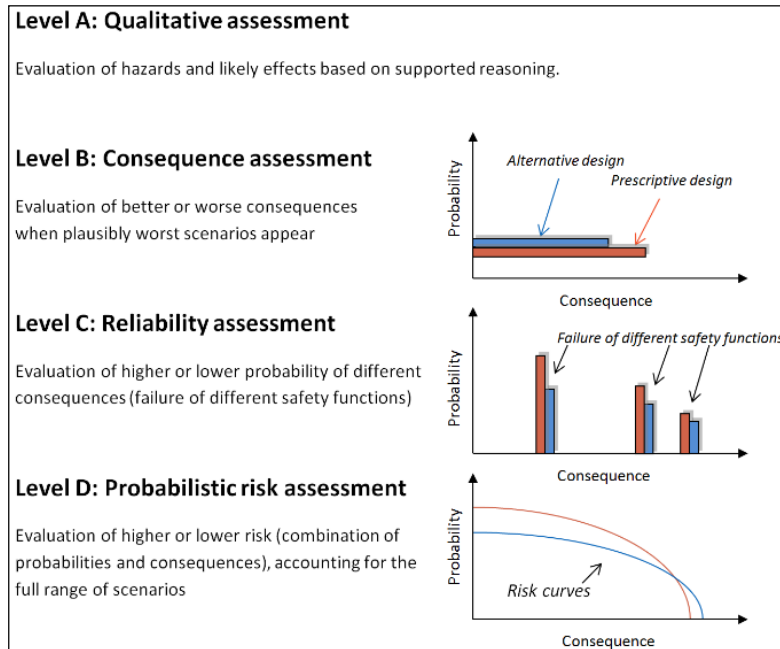 Level A: Qualitative assessment
Evaluation of hazards and likely effects based on supported reasoning.
Level B: Consequence assessment
Evaluation of better or worse consequences
when plausibly worst scenarios appear
Probability
Alternative design
Prescriptive design
Consequence
Level C: Reliability assessment
Evaluation of higher or lower probability of different
consequences (failure of different safety functions)
Probability
Failure of different safety functions
Consequence
Level D: Probabilistic risk assessment
Evaluation of higher or lower risk (combination of
probabilities and consequences), accounting for the
full range of scenarios
Probability
Risk curves
Consequence